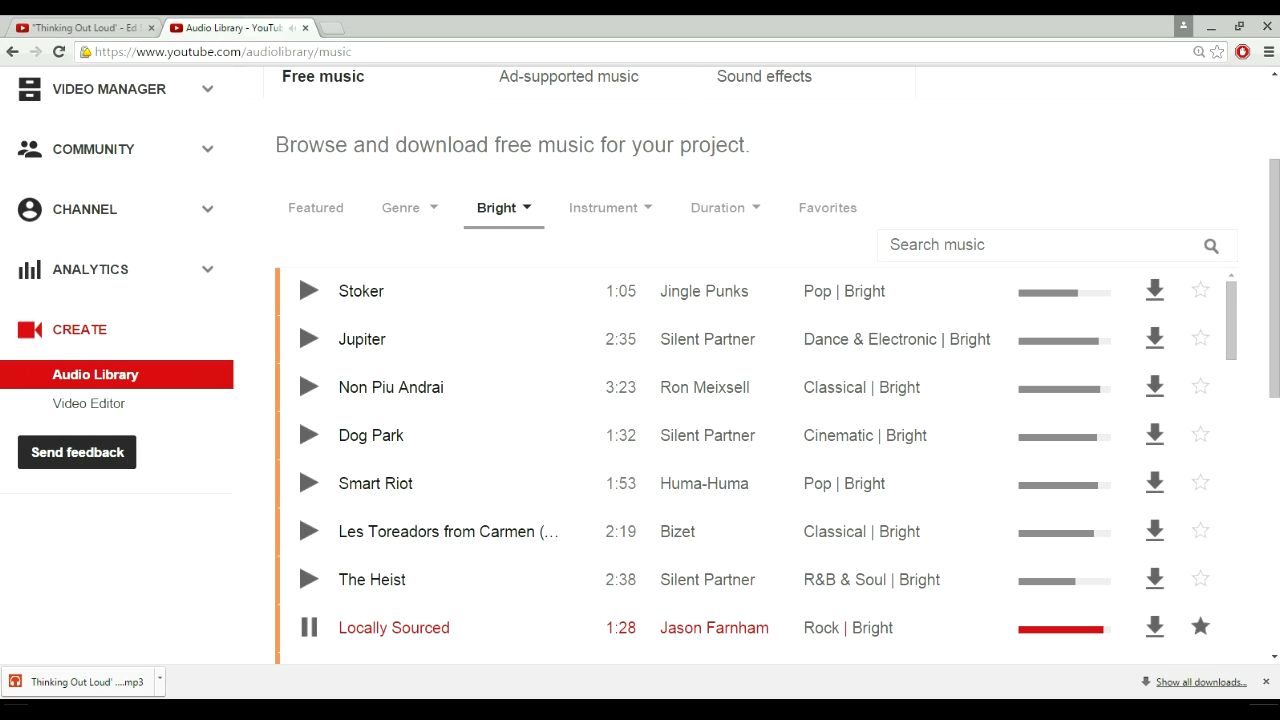 "Thinking Out Loud' - Ed
Audio Library - YouTub
https://www.youtube.com/audiolibrary/music
VIDEO MANAGER
COMMUNITY
CHANNEL
ANALYTICS
CREATE
Audio Library
Video Editor
Send feedback
Free music Ad-supported music Sound effects
Browse and download free music for your project.
Featured Genre Bright Instrument Duration Favorites
Search music
Stoker 1:05 Jingle Punks Pop | Bright
Jupiter 2:35 Silent Partner Dance & Electronic | Bright
Non Piu Andrai 3:23 Ron Meixsell Classical | Bright
Dog Park 1:32 Silent Partner Cinematic | Bright
Smart Riot 1:53 Huma-Huma Pop | Bright
Les Toreadors from Carmen (... 2:19 Bizet Classical | Bright
The Heist 2:38 Silent Partner R&B & Soul | Bright
Locally Sourced 1:28 Jason Farnham Rock | Bright
Thinking Out Loud' ....mp3 Show all downloads...